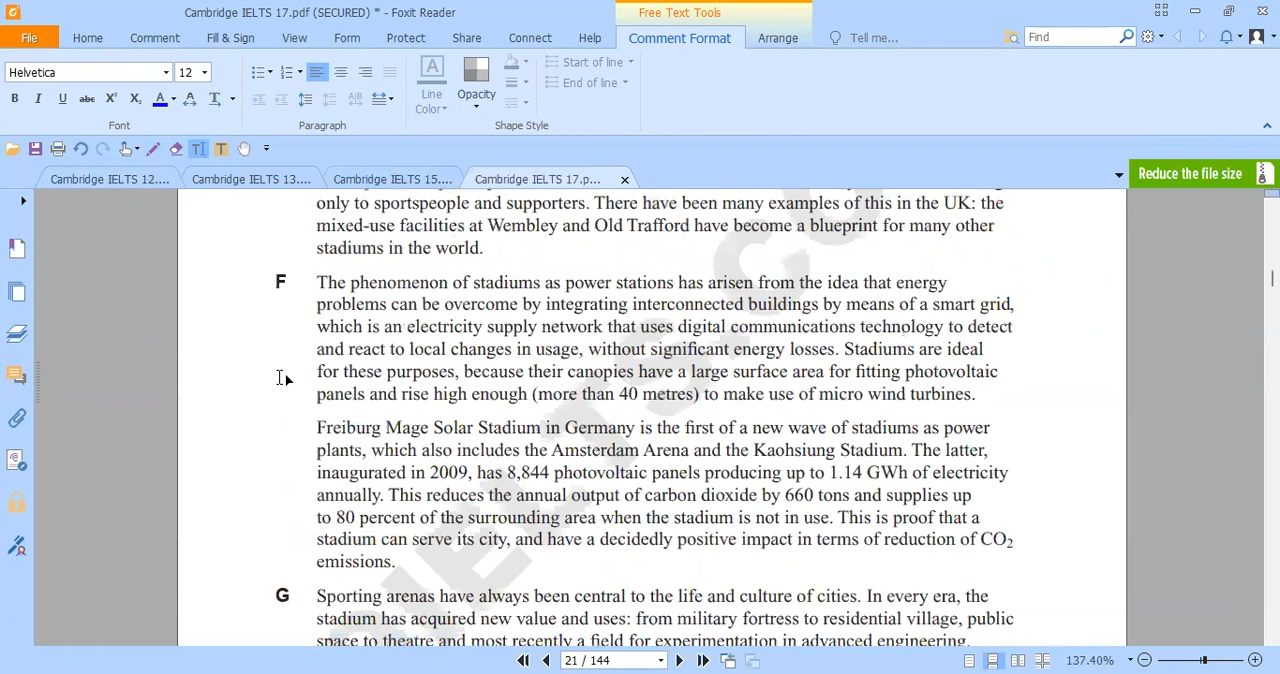 Cambridge IELTS 17.pdf (SECURED) * - Foxit Reader
Free Text Tools
File Home Comment Fill & Sign View Form Protect Share Connect Help Comment Format Arrange Tell me... Find
Helvetica 12
Line Color Opacity Start of line
End of line
Font Paragraph Shape Style
Cambridge IELTS 12.... Cambridge IELTS 13.... Cambridge IELTS 15.... Cambridge IELTS 17.p... Reduce the file size
only to sportspeople and supporters. There have been many examples of this in the UK: the
mixed-use facilities at Wembley and Old Trafford have become a blueprint for many other
stadiums in the world.
F The phenomenon of stadiums as power stations has arisen from the idea that energy
problems can be overcome by integrating interconnected buildings by means of a smart grid,
which is an electricity supply network that uses digital communications technology to detect
and react to local changes in usage, without significant energy losses. Stadiums are ideal
for these purposes, because their canopies have a large surface area for fitting photovoltaic
panels and rise high enough (more than 40 metres) to make use of micro wind turbines.
Freiburg Mage Solar Stadium in Germany is the first of a new wave of stadiums as power
plants, which also includes the Amsterdam Arena and the Kaohsiung Stadium. The latter,
inaugurated in 2009, has 8,844 photovoltaic panels producing up to 1.14 GWh of electricity
annually. This reduces the annual output of carbon dioxide by 660 tons and supplies up
to 80 percent of the surrounding area when the stadium is not in use. This is proof that a
stadium can serve its city, and have a decidedly positive impact in terms of reduction of CO₂
emissions.
G Sporting arenas have always been central to the life and culture of cities. In every era, the
stadium has acquired new value and uses: from military fortress to residential village, public
space to theatre and most recently a field for experimentation in advanced engineering.
21 / 144 137.40%